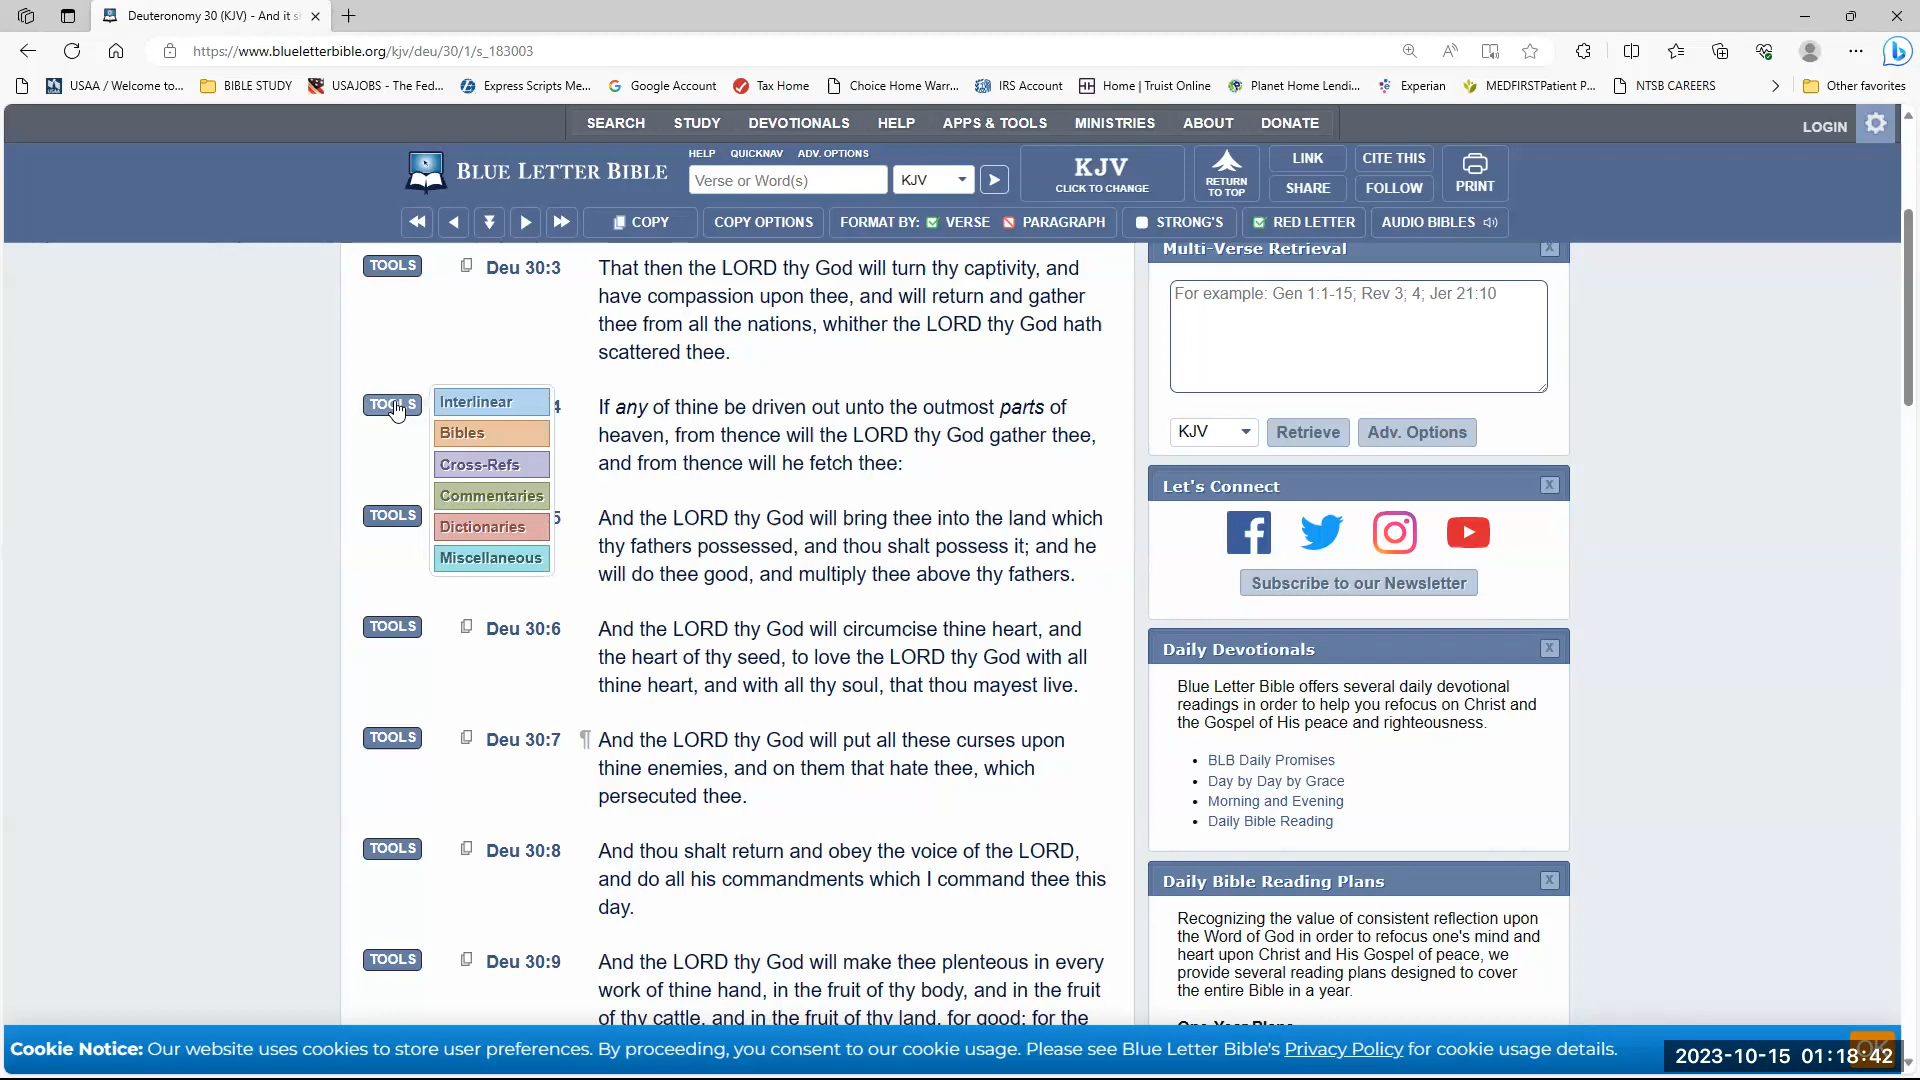 Deuteronomy 30 (KJV) - And it s
https://www.blueletterbible.org/kjv/deu/30/1/s_183003
USAA / Welcome to...
BIBLE STUDY
USAJOBS - The Fed...
Express Scripts Me...
Google Account
Tax Home
Choice Home Warr...
IRS Account
Home | Truist Online
Planet Home Lendi...
Experian
MEDFIRSTPatient P...
NTSB CAREERS
Other favorites
SEARCH STUDY DEVOTIONALS HELP APPS & TOOLS MINISTRIES ABOUT DONATE
LOGIN
BLUE LETTER BIBLE
HELP QUICKNAV ADV. OPTIONS
Verse or Word(s)
KJV
KJV
CLICK TO CHANGE
RETURN
TO TOP
LINK
CITE THIS
SHARE
FOLLOW
PRINT
COPY
COPY OPTIONS
FORMAT BY: VERSE PARAGRAPH
STRONG'S
RED LETTER
AUDIO BIBLES
TOOLS
Deu 30:3
That then the LORD thy God will turn thy captivity, and
have compassion upon thee, and will return and gather
thee from all the nations, whither the LORD thy God hath
scattered thee.
TOOLS
Interlinear
Bibles
Cross-Refs
Commentaries
Dictionaries
Miscellaneous
4
If any of thine be driven out unto the outmost parts of
heaven, from thence will the LORD thy God gather thee,
and from thence will he fetch thee:
TOOLS
5
And the LORD thy God will bring thee into the land which
thy fathers possessed, and thou shalt possess it; and he
will do thee good, and multiply thee above thy fathers.
TOOLS
Deu 30:6
And the LORD thy God will circumcise thine heart, and
the heart of thy seed, to love the LORD thy God with all
thine heart, and with all thy soul, that thou mayest live.
TOOLS
Deu 30:7
¶ And the LORD thy God will put all these curses upon
thine enemies, and on them that hate thee, which
persecuted thee.
TOOLS
Deu 30:8
And thou shalt return and obey the voice of the LORD,
and do all his commandments which I command thee this
day.
TOOLS
Deu 30:9
And the LORD thy God will make thee plenteous in every
work of thine hand, in the fruit of thy body, and in the fruit
of thy cattle, and in the fruit of thy land, for good: for the
Multi-Verse Retrieval
X
For example: Gen 1:1-15; Rev 3; 4; Jer 21:10
KJV
Retrieve
Adv. Options
Let's Connect
X
Subscribe to our Newsletter
Daily Devotionals
X
Blue Letter Bible offers several daily devotional
readings in order to help you refocus on Christ and
the Gospel of His peace and righteousness.
• BLB Daily Promises
• Day by Day by Grace
• Morning and Evening
• Daily Bible Reading
Daily Bible Reading Plans
X
Recognizing the value of consistent reflection upon
the Word of God in order to refocus one's mind and
heart upon Christ and His Gospel of peace, we
provide several reading plans designed to cover
the entire Bible in a year.
Cookie Notice: Our website uses cookies to store user preferences. By proceeding, you consent to our cookie usage. Please see Blue Letter Bible's Privacy Policy for cookie usage details.
2023-10-15 01:18:42